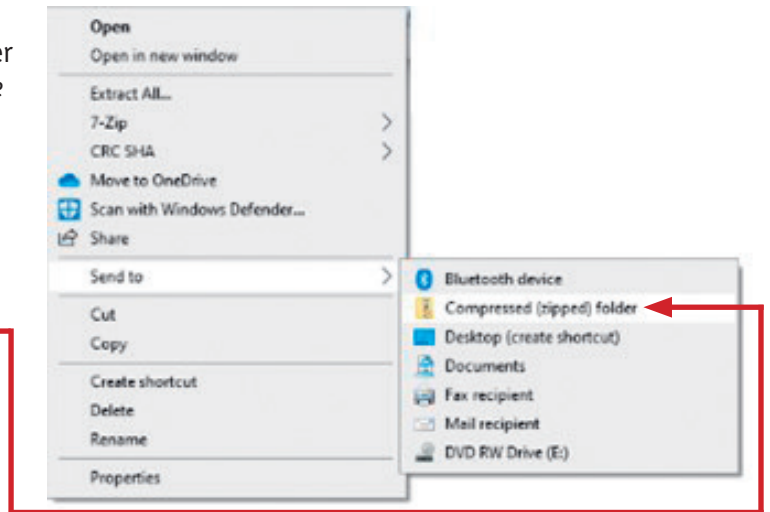 er
e
Open
Open in new window
Extract All...
7-Zip
CRC SHA
Move to OneDrive
Scan with Windows Defender...
Share
Send to
Cut
Copy
Create shortcut
Delete
Rename
Properties
Bluetooth device
Compressed (zipped) folder
Desktop (create shortcut)
Documents
Fax recipient
Mail recipient
DVD RW Drive (E:)